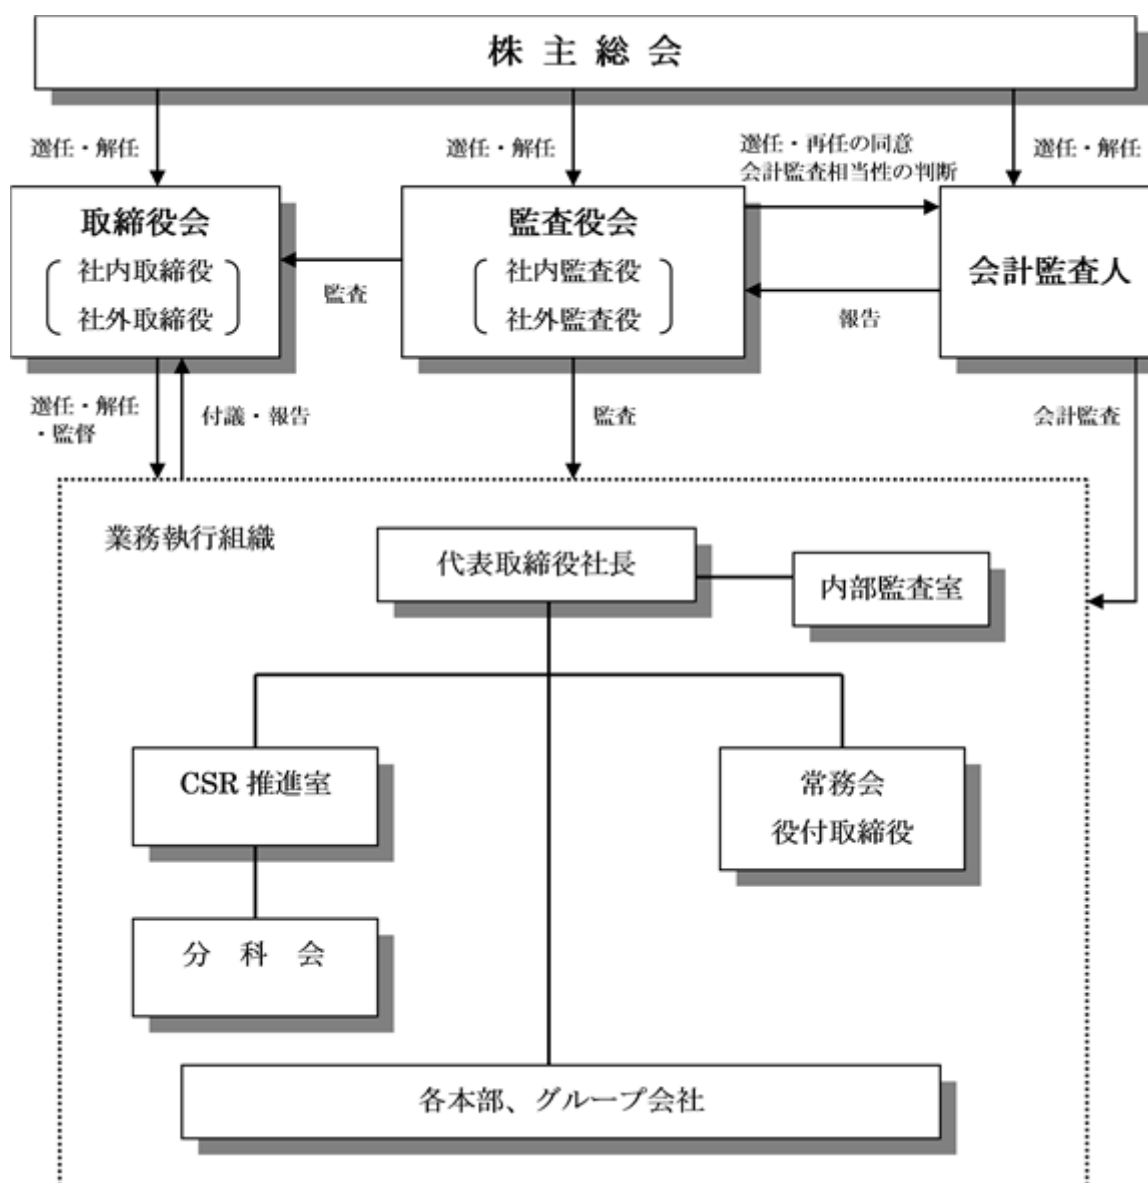 株主総会
選任・解任
選任・解任
選任・再任の同意
会計監査相当性の判断
選任・解任
取締役会
社内取締役
社外取締役
監査
監査役会
社内監査役
社外監査役
会計監査人
報告
選任・解任
・監督
付議・報告
監査
会計監査
業務執行組織
代表取締役社長
内部監査室
CSR 推進室
常務会
役付取締役
分科会
各本部、グループ会社